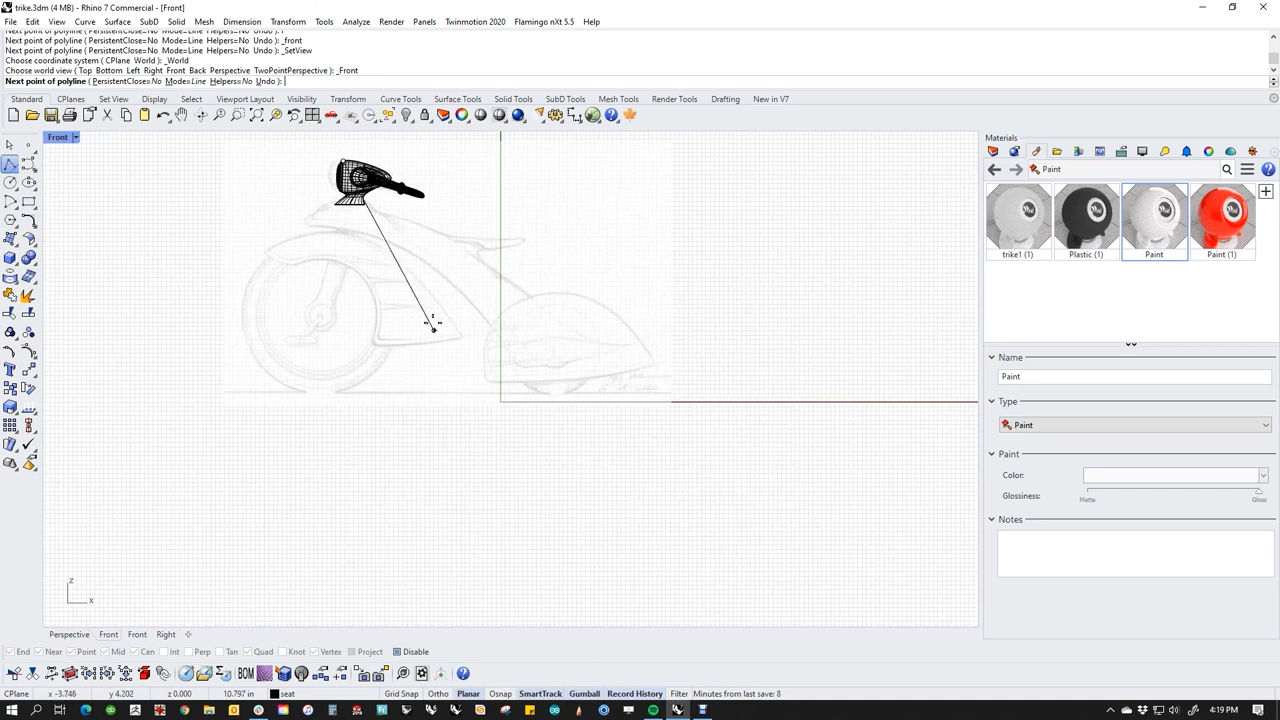 trike.3dm (4 MB) - Rhino 7 Commercial - [Front]
File Edit View Curve Surface SubD Solid Mesh Dimension Transform Tools Analyze Render Panels Twinmotion 2020 Flamingo nXt 5.5 Help
Next point of polyline ( PersistentClose=No Mode=Line Helpers=No Undo ): _front
Next point of polyline ( PersistentClose=No Mode=Line Helpers=No Undo ): _SetView
Choose coordinate system ( CPlane World ): _World
Choose world view ( Top Bottom Left Right Front Back Perspective TwoPointPerspective ): _Front
Next point of polyline ( PersistentClose=No Mode=Line Helpers=No Undo ):
Standard CPlanes Set View Display Select Viewport Layout Visibility Transform Curve Tools Surface Tools Solid Tools SubD Tools Mesh Tools Render Tools Drafting New in V7
Front
Materials
Paint
trike1 (1) Plastic (1) Paint Paint (1)
Name
Paint
Type
Paint
Paint
Color:
Glossiness:
Matte Gloss
Notes
z
x
Perspective Front Front Right
End Near Point Mid Cen Int Perp Tan Quad Knot Vertex Project Disable
BOM
CPlane x -3.746 y 4.202 z 0.000 10.797 in seat Grid Snap Ortho Planar Osnap SmartTrack Gumball Record History Filter Minutes from last save: 8
4:19 PM